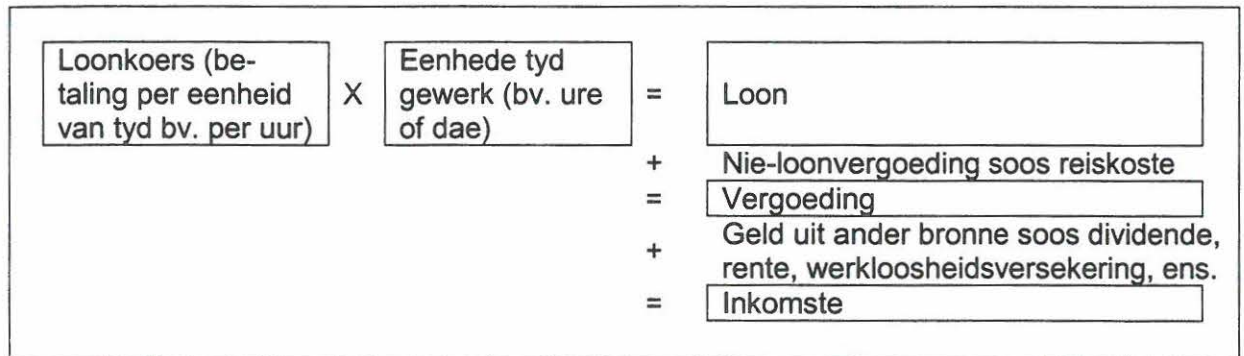 Loonkoers (be-
taling per eenheid
van tyd bv. per uur)
X
Eenhede tyd
gewerk (bv. ure
of dae)
=
Loon
+
Nie-loonvergoeding soos reiskoste
=
Vergoeding
+
Geld uit ander bronne soos dividende,
rente, werkloosheidsversekering, ens.
=
Inkomste